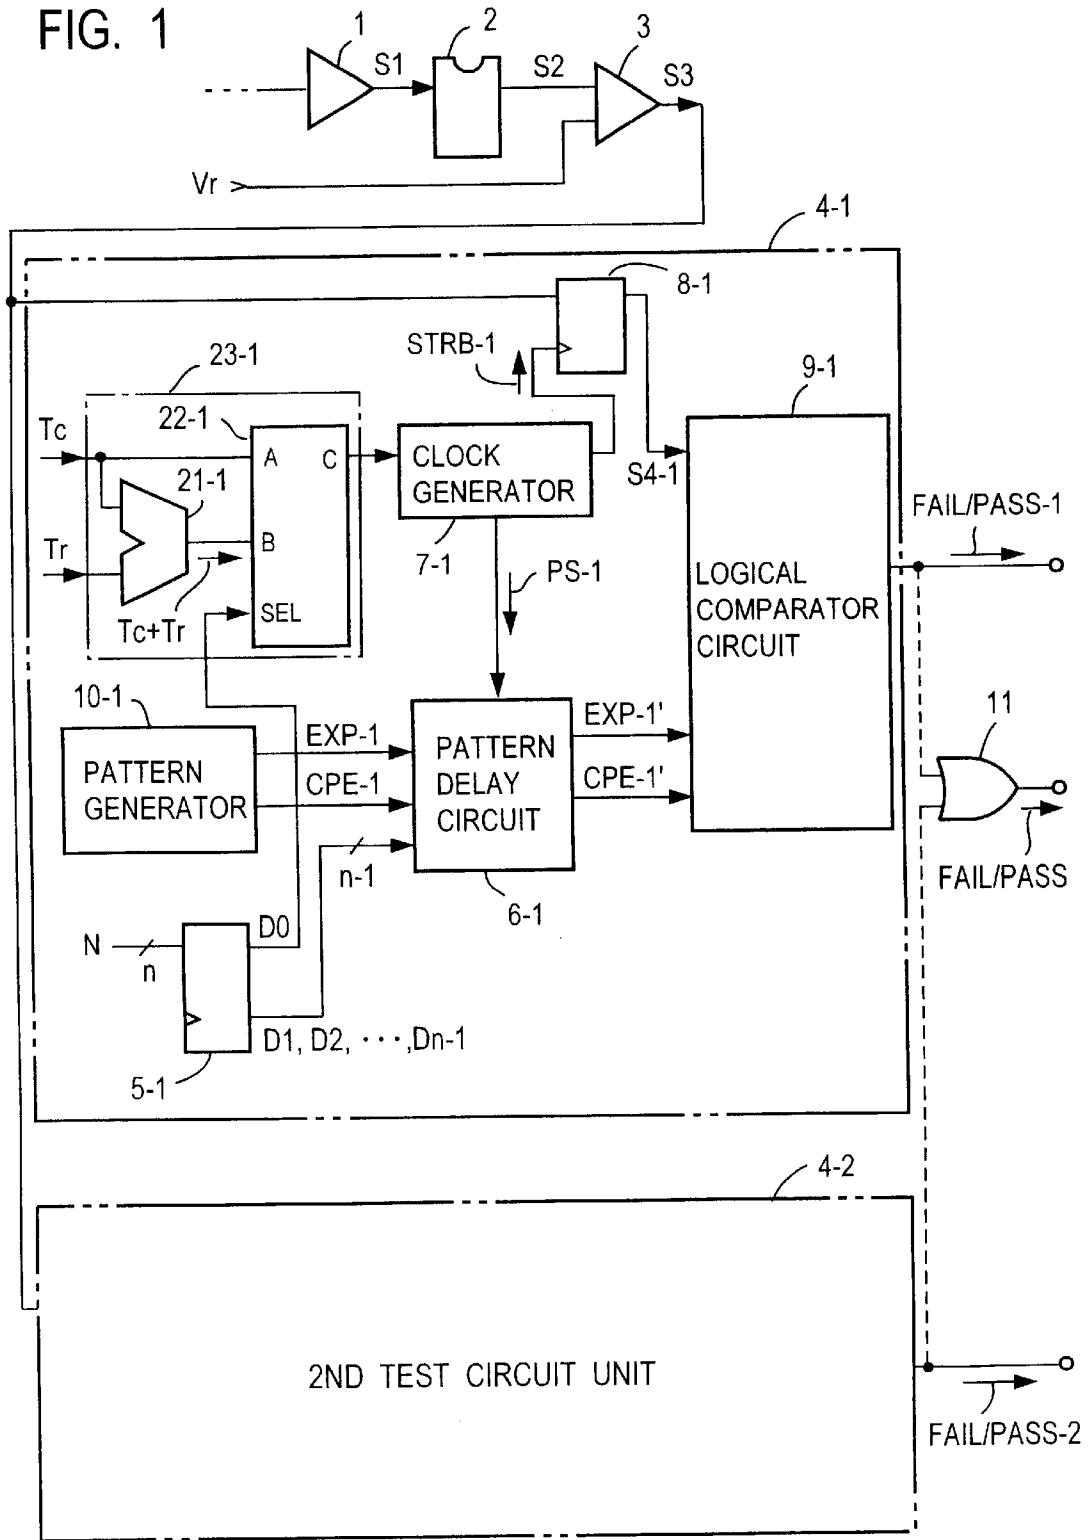 FIG. 1
1
2
3
S1
S2
S3
Vr
4-1
8-1
STRB-1
23-1
22-1
9-1
Tc
A
C
CLOCK
GENERATOR
S4-1
21-1
FAIL/PASS-1
Tr
B
7-1
PS-1
LOGICAL
COMPARATOR
CIRCUIT
SEL
Tc+Tr
10-1
EXP-1
EXP-1'
11
PATTERN
GENERATOR
PATTERN
DELAY
CIRCUIT
CPE-1
CPE-1'
n-1
FAIL/PASS
6-1
N
n
D0
D1, D2, ···,Dn-1
5-1
4-2
2ND TEST CIRCUIT UNIT
FAIL/PASS-2